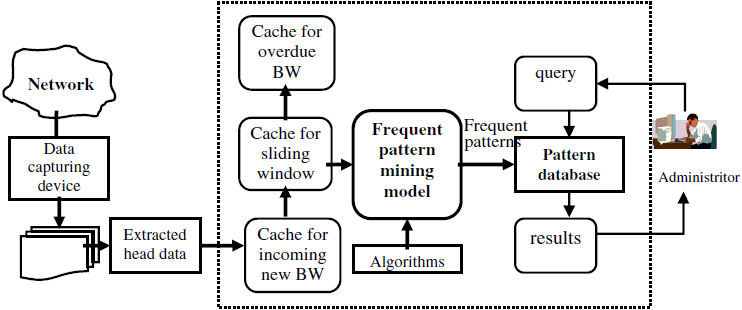 Network
Data
capturing
device
Extracted
head data
Cache for
overdue
BW
Cache for
sliding
window
Cache for
incoming
new BW
Frequent
pattern
mining
model
Algorithms
Frequent
patterns
query
Pattern
database
results
Administritor